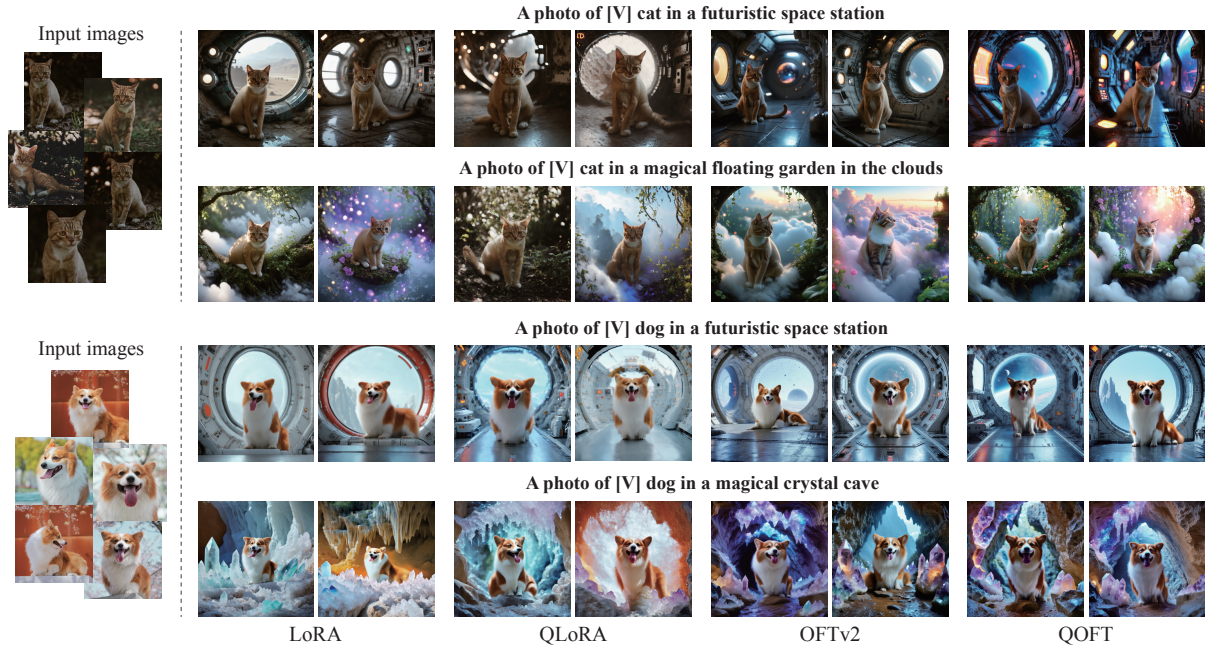 A photo of [V] cat in a futuristic space station
Input images
A photo of [V] cat in a magical floating garden in the clouds
A photo of [V] dog in a futuristic space station
Input images
A photo of [V] dog in a magical crystal cave
LoRA QLoRA OFTv2 QOFT